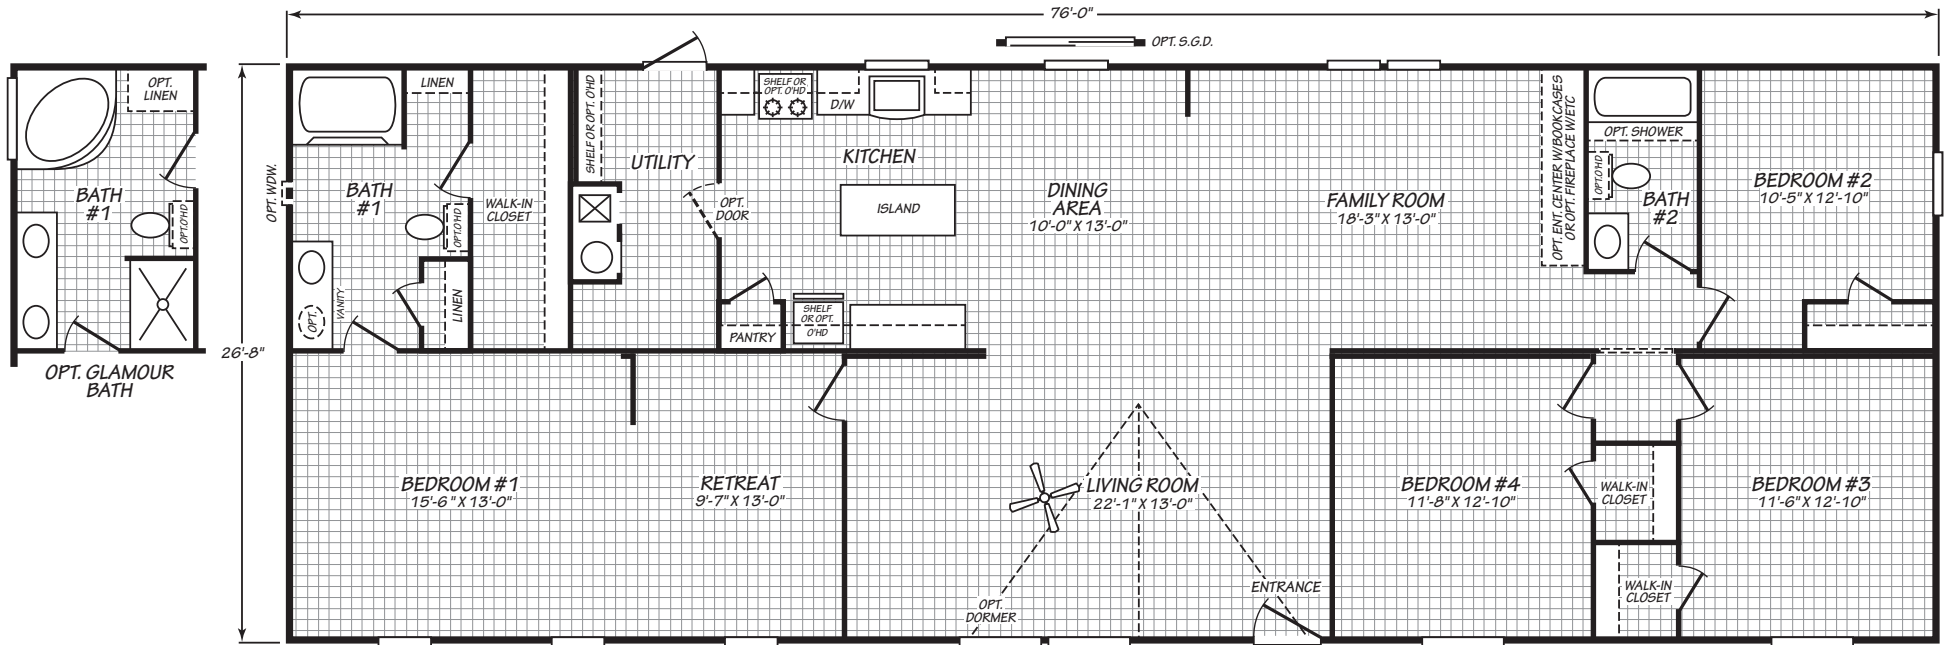 76'-0"
OPT. S.G.D.
OPT.
LINEN
BATH
#1
OPT.O'HD
OPT. GLAMOUR
BATH
26'-8"
OPT. WDW.
LINEN
BATH
#1
OPT.O'HD
VANITY
OPT.
LINEN
WALK-IN
CLOSET
SHELF OR OPT. O'HD
UTILITY
OPT.
DOOR
SHELF OR
OPT. O'HD
D/W
KITCHEN
ISLAND
PANTRY
SHELF
OR OPT.
O'HD
DINING
AREA
10'-0" X 13'-0"
FAMILY ROOM
18'-3" X 13'-0"
OPT. ENT. CENTER W/BOOKCASES
OR OPT. FIREPLACE W/ETC
OPT. SHOWER
OPT.O'HD
BATH
#2
BEDROOM #2
10'-5" X 12'-10"
BEDROOM #1
15'-6" X 13'-0"
RETREAT
9'-7" X 13'-0"
LIVING ROOM
22'-1" X 13'-0"
OPT.
DORMER
ENTRANCE
BEDROOM #4
11'-8" X 12'-10"
WALK-IN
CLOSET
WALK-IN
CLOSET
BEDROOM #3
11'-6" X 12'-10"